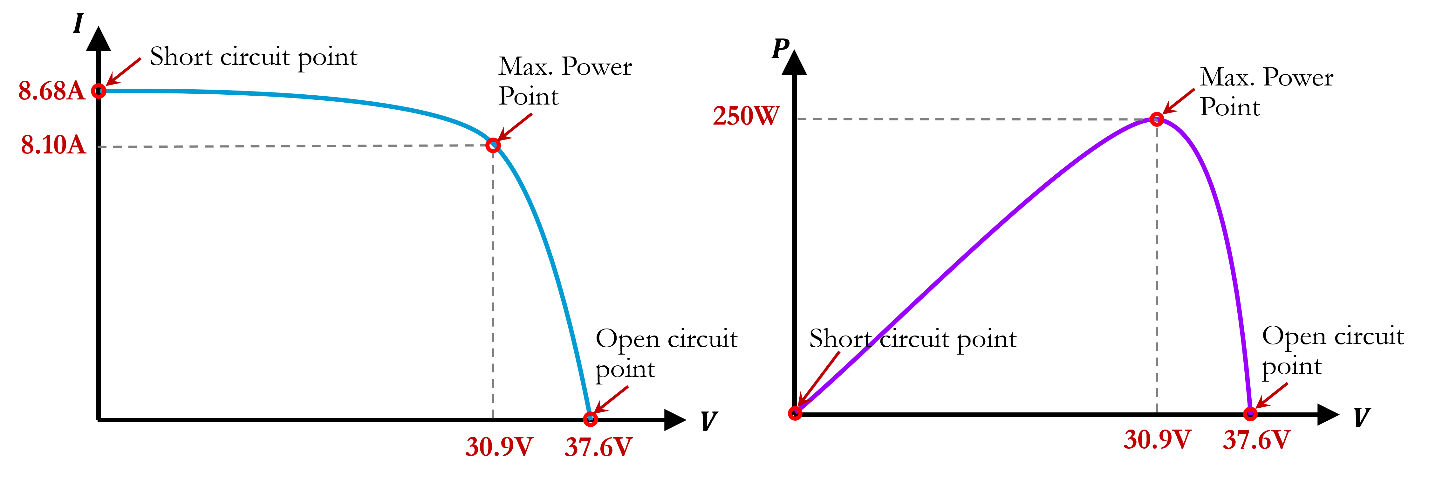 I
Short circuit point
8.68A
Max. Power
Point
8.10A
Open circuit
point
V
30.9V
37.6V
P
Max. Power
Point
250W
Short circuit point
Open circuit
point
V
30.9V
37.6V